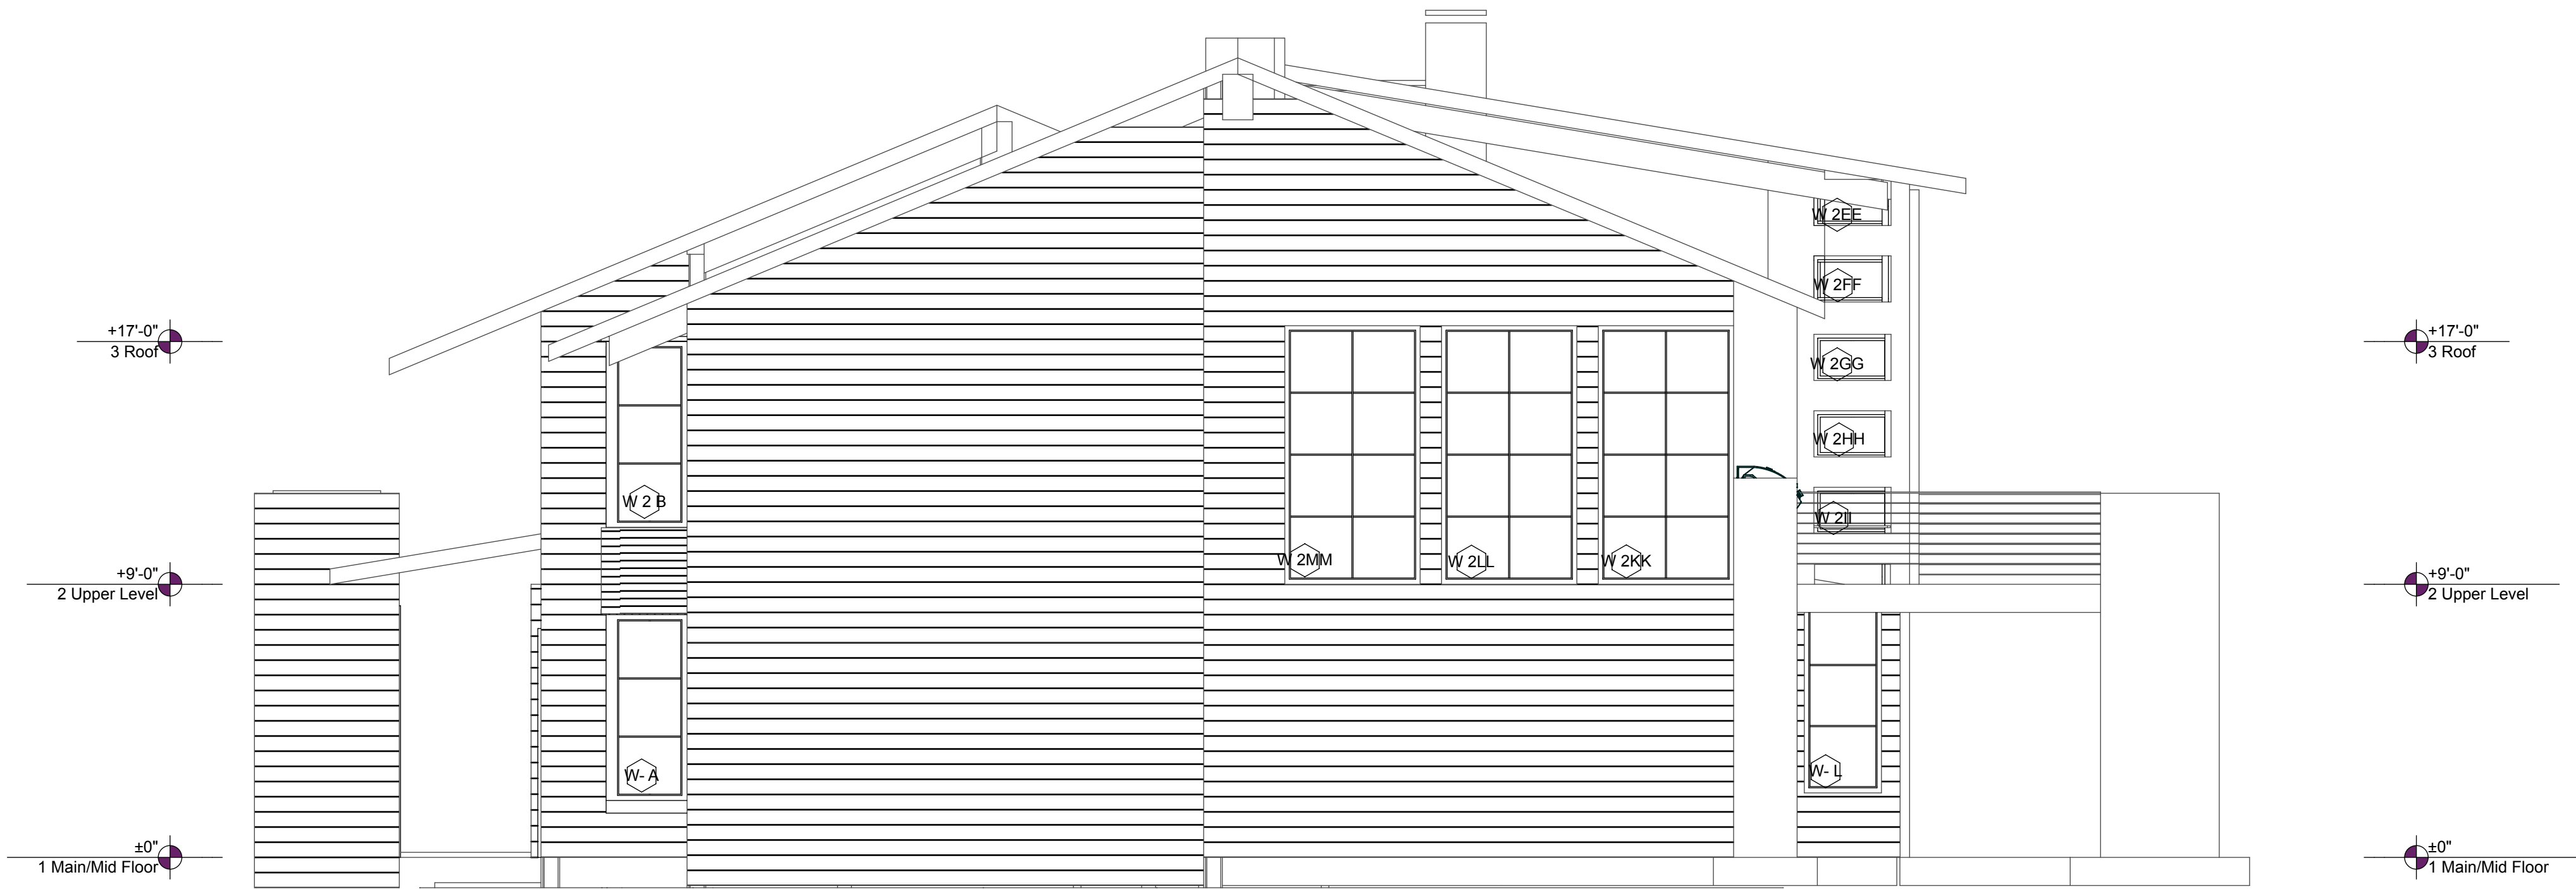 W 2EE
W 2FF
+17'-0"
3 Roof
+17'-0"
3 Roof
W 2GG
W 2HH
W 2 B
W 2II
W 2MM
W 2LL
W 2KK
+9'-0"
2 Upper Level
+9'-0"
2 Upper Level
W- A
W- L
±0"
1 Main/Mid Floor
±0"
1 Main/Mid Floor